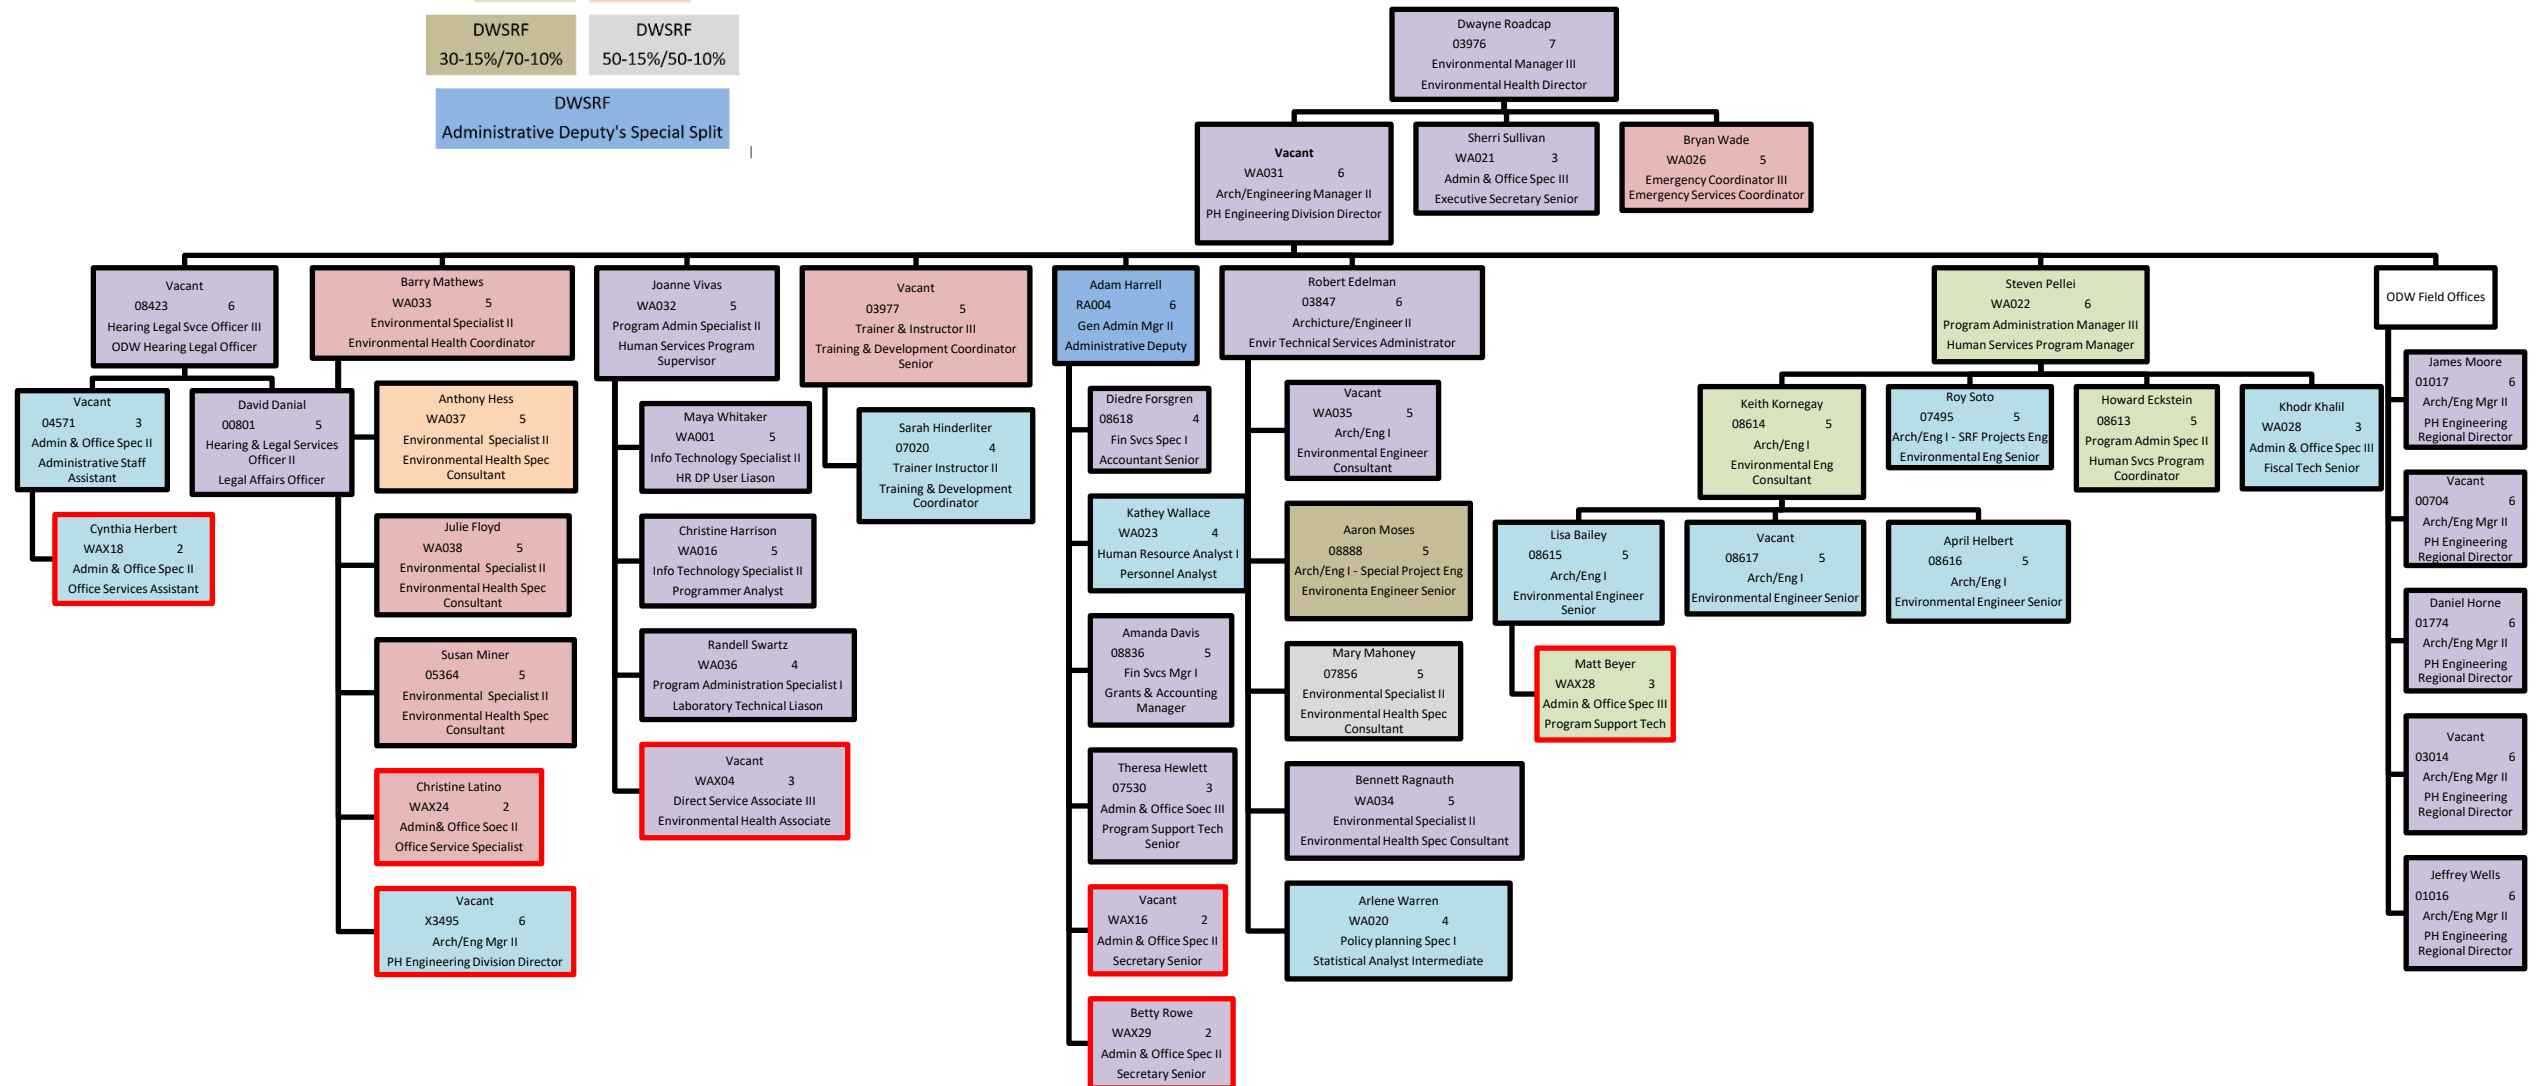 DWSRF
30-15%/70-10%
DWSRF
50-15%/50-10%
DWSRF
Administrative Deputy's Special Split
Dwayne Roadcap
03976 7
Environmental Manager III
Environmental Health Director
Vacant
WA031 6
Arch/Engineering Manager II
PH Engineering Division Director
Sherri Sullivan
WA021 3
Admin & Office Spec III
Executive Secretary Senior
Bryan Wade
WA026 5
Emergency Coordinator III
Emergency Services Coordinator
Vacant
08423 6
Hearing Legal Svce Officer III
ODW Hearing Legal Officer
Vacant
04571 3
Admin & Office Spec II
Administrative Staff
Assistant
Cynthia Herbert
WAX18 2
Admin & Office Spec II
Office Services Assistant
David Danial
00801 5
Hearing & Legal Services
Officer II
Legal Affairs Officer
Barry Mathews
WA033 5
Environmental Specialist II
Environmental Health Coordinator
Anthony Hess
WA037 5
Environmental Specialist II
Environmental Health Spec
Consultant
Julie Floyd
WA038 5
Environmental Specialist II
Environmental Health Spec
Consultant
Susan Miner
05364 5
Environmental Specialist II
Environmental Health Spec
Consultant
Christine Latino
WAX24 2
Admin& Office Soec II
Office Service Specialist
Vacant
X3495 6
Arch/Eng Mgr II
PH Engineering Division Director
Joanne Vivas
WA032 5
Program Admin Specialist II
Human Services Program
Supervisor
Maya Whitaker
WA001 5
Info Technology Specialist II
HR DP User Liason
Christine Harrison
WA016 5
Info Technology Specialist II
Programmer Analyst
Randell Swartz
WA036 4
Program Administration Specialist I
Laboratory Technical Liason
Vacant
WAX04 3
Direct Service Associate III
Environmental Health Associate
Vacant
03977 5
Trainer & Instructor III
Training & Development Coordinator
Senior
Sarah Hinderliter
07020 4
Trainer Instructor II
Training & Development
Coordinator
Adam Harrell
RA004 6
Gen Admin Mgr II
Administrative Deputy
Diedre Forsgren
08618 4
Fin Svcs Spec I
Accountant Senior
Kathey Wallace
WA023 4
Human Resource Analyst I
Personnel Analyst
Amanda Davis
08836 5
Fin Svcs Mgr I
Grants & Accounting
Manager
Theresa Hewlett
07530 3
Admin & Office Soec III
Program Support Tech
Senior
Vacant
WAX16 2
Admin & Office Spec II
Secretary Senior
Betty Rowe
WAX29 2
Admin & Office Spec II
Secretary Senior
Robert Edelman
03847 6
Archicture/Engineer II
Envir Technical Services Administrator
Vacant
WA035 5
Arch/Eng I
Environmental Engineer
Consultant
Aaron Moses
08888 5
Arch/Eng I - Special Project Eng
Environenta Engineer Senior
Mary Mahoney
07856 5
Environmental Specialist II
Environmental Health Spec
Consultant
Bennett Ragnauth
WA034 5
Environmental Specialist II
Environmental Health Spec Consultant
Arlene Warren
WA020 4
Policy planning Spec I
Statistical Analyst Intermediate
Steven Pellei
WA022 6
Program Administration Manager III
Human Services Program Manager
Keith Kornegay
08614 5
Arch/Eng I
Environmental Eng
Consultant
Roy Soto
07495 5
Arch/Eng I - SRF Projects Eng
Environmental Eng Senior
Howard Eckstein
08613 5
Program Admin Spec II
Human Svcs Program
Coordinator
Khodr Khalil
WA028 3
Admin & Office Spec III
Fiscal Tech Senior
Lisa Bailey
08615 5
Arch/Eng I
Environmental Engineer
Senior
Matt Beyer
WAX28 3
Admin & Office Spec III
Program Support Tech
Vacant
08617 5
Arch/Eng I
Environmental Engineer Senior
April Helbert
08616 5
Arch/Eng I
Environmental Engineer Senior
ODW Field Offices
James Moore
01017 6
Arch/Eng Mgr II
PH Engineering
Regional Director
Vacant
00704 6
Arch/Eng Mgr II
PH Engineering
Regional Director
Daniel Horne
01774 6
Arch/Eng Mgr II
PH Engineering
Regional Director
Vacant
03014 6
Arch/Eng Mgr II
PH Engineering
Regional Director
Jeffrey Wells
01016 6
Arch/Eng Mgr II
PH Engineering
Regional Director